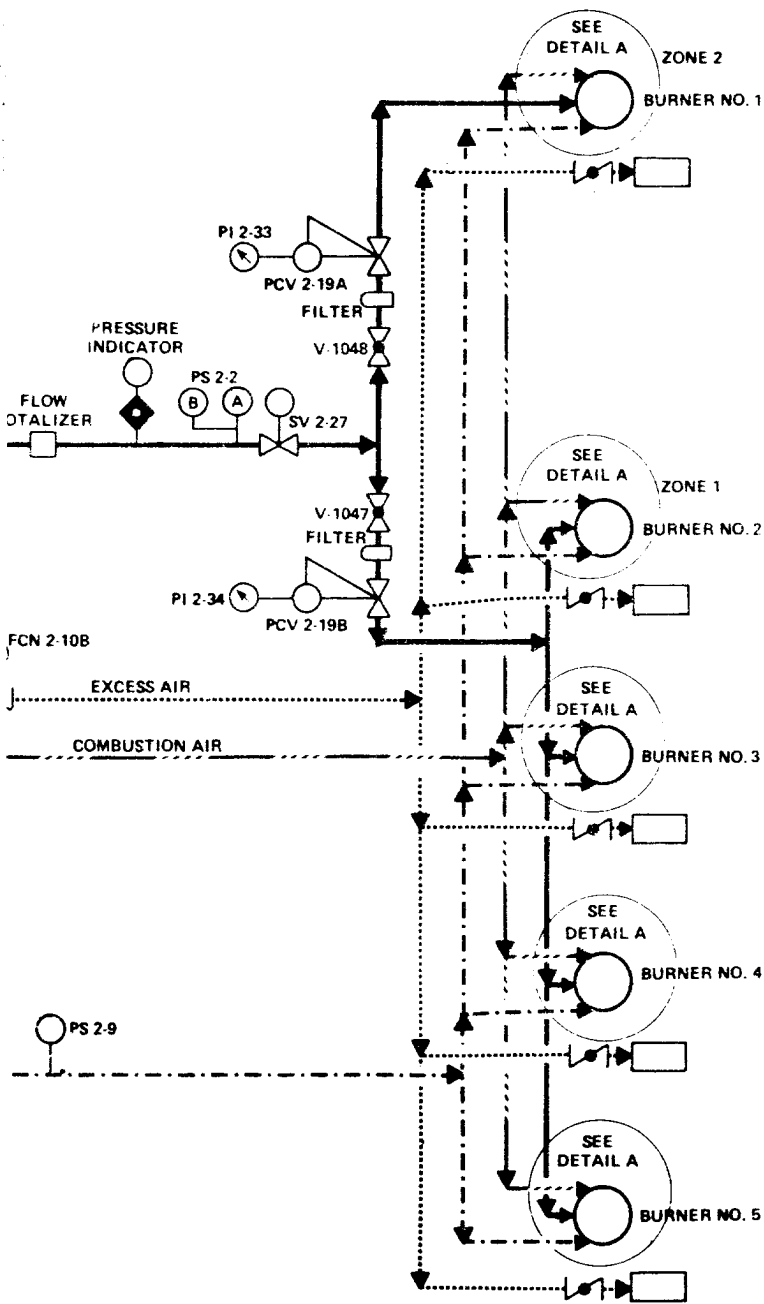 SEE
DETAIL A
ZONE 2
BURNER NO. 1
PI 2-33
PCV 2-19A
FILTER
PRESSURE
INDICATOR
V-1048
PS 2-2
B
A
FLOW
OTALIZER
SV 2-27
SEE
DETAIL A
ZONE 1
V-1047
BURNER NO. 2
FILTER
PI 2-34
PCV 2-19B
FCN 2-10B
EXCESS AIR
SEE
DETAIL A
COMBUSTION AIR
BURNER NO. 3
SEE
DETAIL A
BURNER NO. 4
PS 2-9
SEE
DETAIL A
BURNER NO. 5